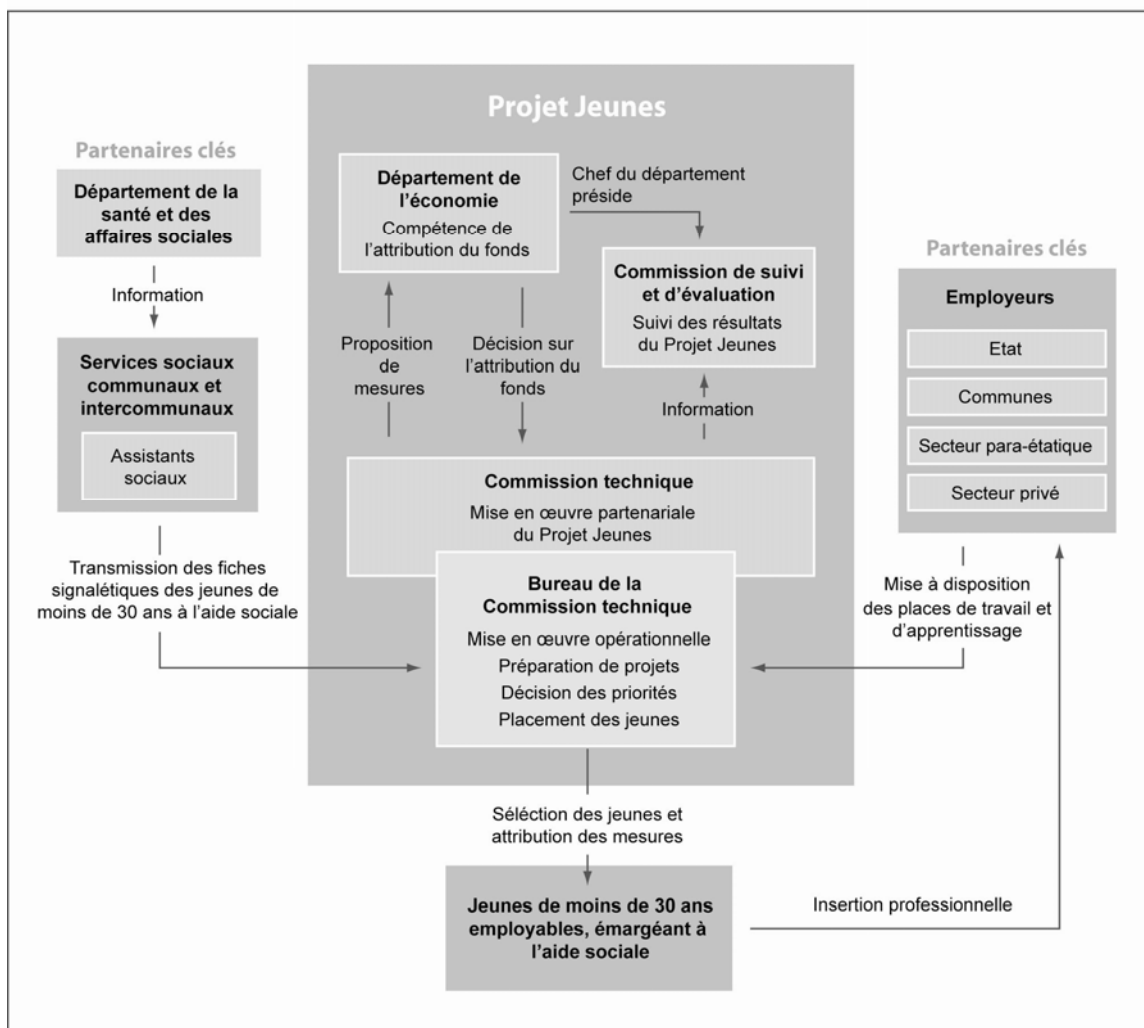 Projet Jeunes
Partenaires clés
Département de la
santé et des
affaires sociales
Information
Services sociaux
communaux et
intercommunaux
Assistants
sociaux
Transmission des fiches
signalétiques des jeunes de
moins de 30 ans à l'aide sociale
Département de
l'économie
Compétence de
l'attribution du fonds
Chef du département
préside
Commission de suivi
et d'évaluation
Suivi des résultats
du Projet Jeunes
Proposition
de
mesures
Décision sur
l'attribution du
fonds
Information
Commission technique
Mise en œuvre partenariale
du Projet Jeunes
Bureau de la
Commission technique
Mise en œuvre opérationnelle
Préparation de projets
Décision des priorités
Placement des jeunes
Partenaires clés
Employeurs
Etat
Communes
Secteur para-étatique
Secteur privé
Mise à disposition
des places de travail et
d'apprentissage
Séléction des jeunes et
attribution des mesures
Jeunes de moins de 30 ans
employables, émargéant à
l'aide sociale
Insertion professionnelle